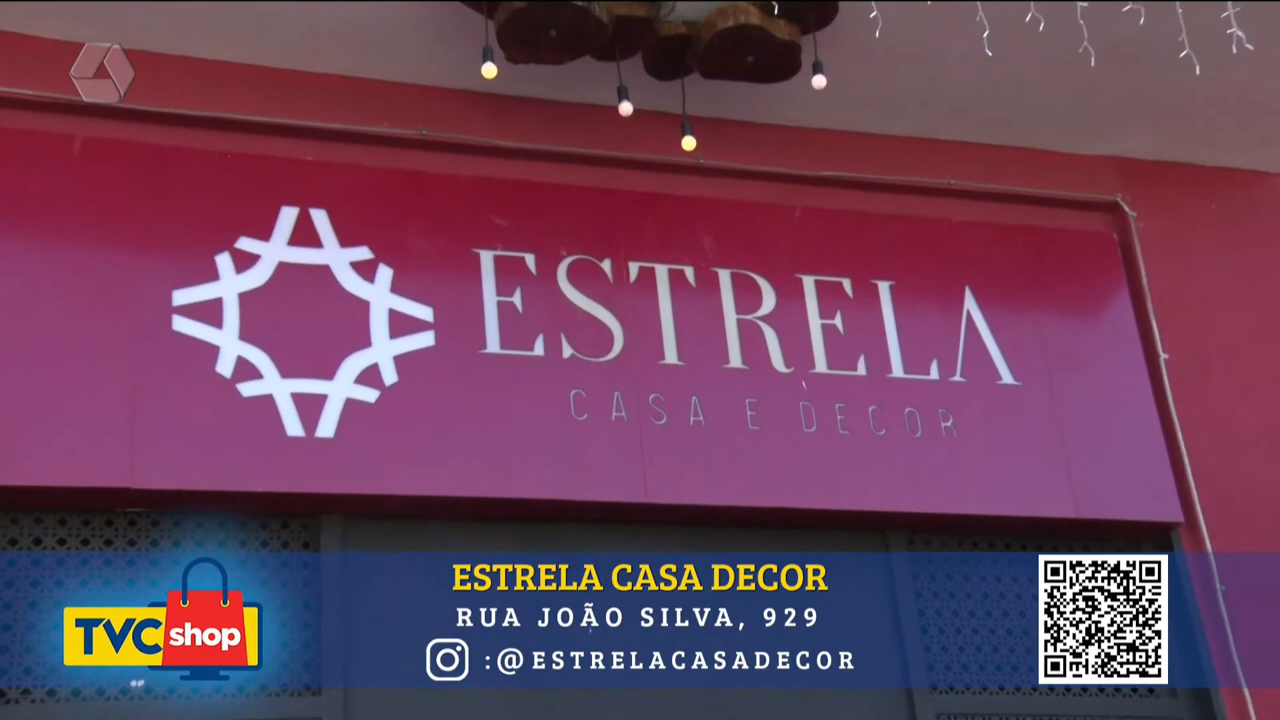 ESTRELA
CASA E DECOR
TVC shop
ESTRELA CASA DECOR
RUA JOÃO SILVA, 929
:@ESTRELACASADECOR